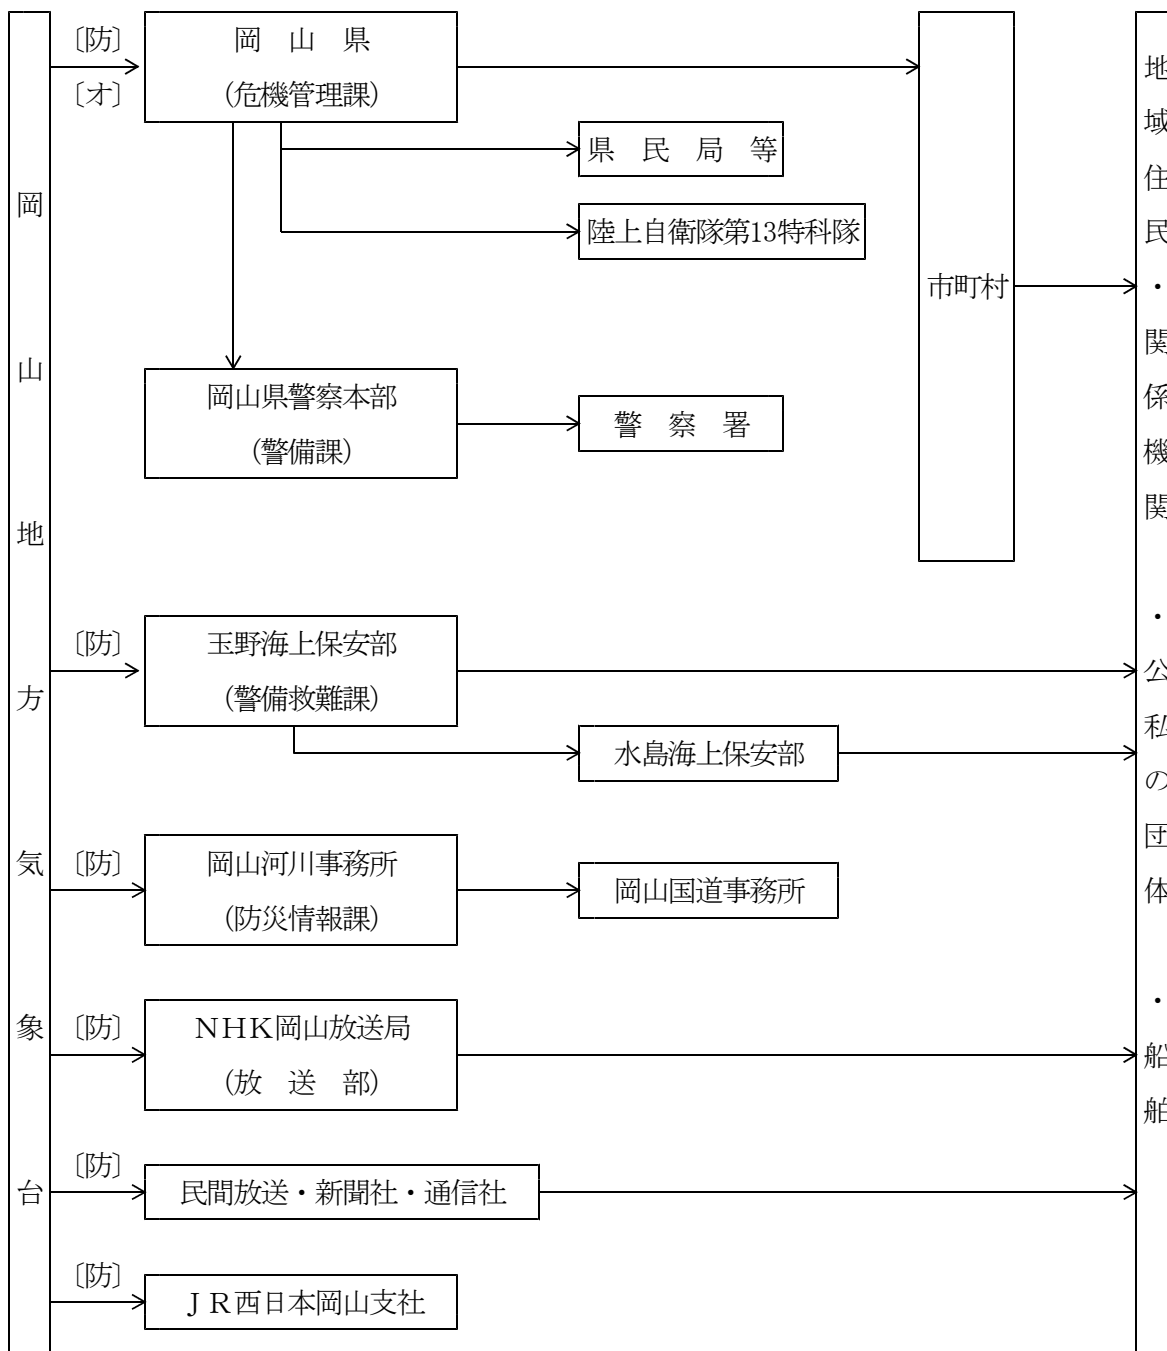 岡山地方気象台
〔防〕
〔オ〕
岡　山　県
(危機管理課)
県　民　局　等
陸上自衛隊第13特科隊
市町村
岡山県警察本部
(警備課)
警　察　署
〔防〕
玉野海上保安部
(警備救難課)
水島海上保安部
〔防〕
岡山河川事務所
(防災情報課)
岡山国道事務所
〔防〕
ＮＨＫ岡山放送局
(放　送　部)
〔防〕
民間放送・新聞社・通信社
〔防〕
ＪＲ西日本岡山支社
地域住民・関係機関・公私の団体・船舶